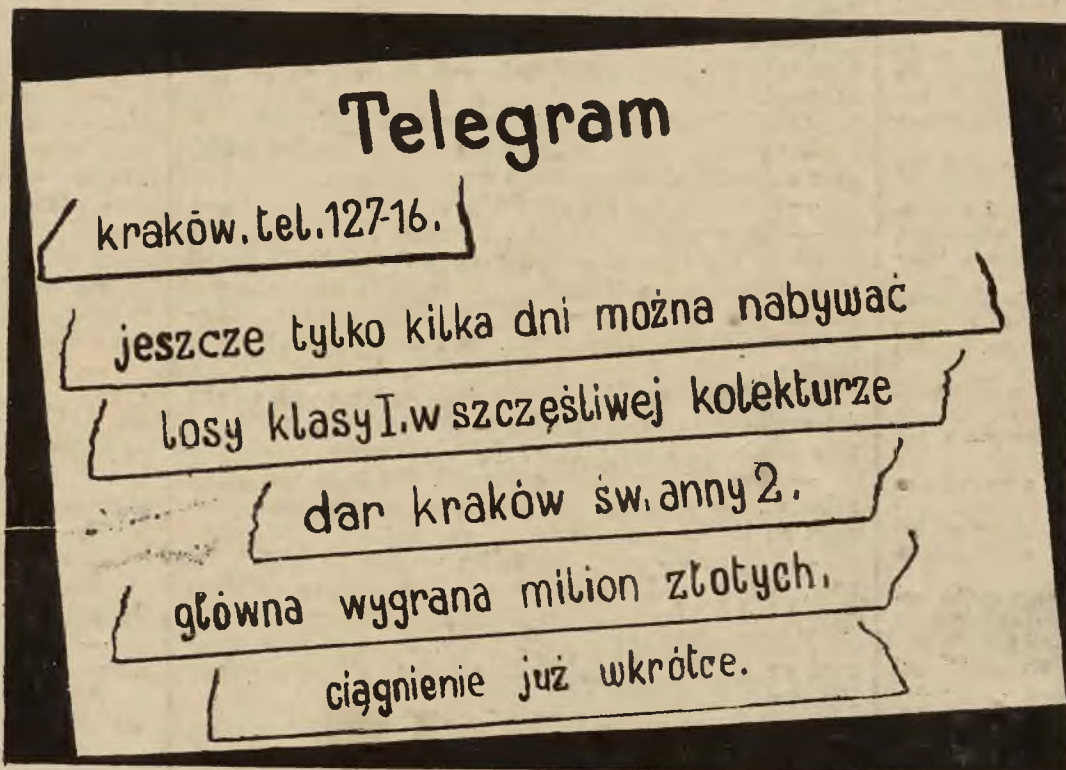 Telegram
kraków. tel. 127-16.
jeszcze tylko kilka dni można nabywać
losy klasy I. w szczęśliwej kolekturze
dar kraków św. anny 2.
główna wygrana milion złotych.
ciągnienie już wkrótce.